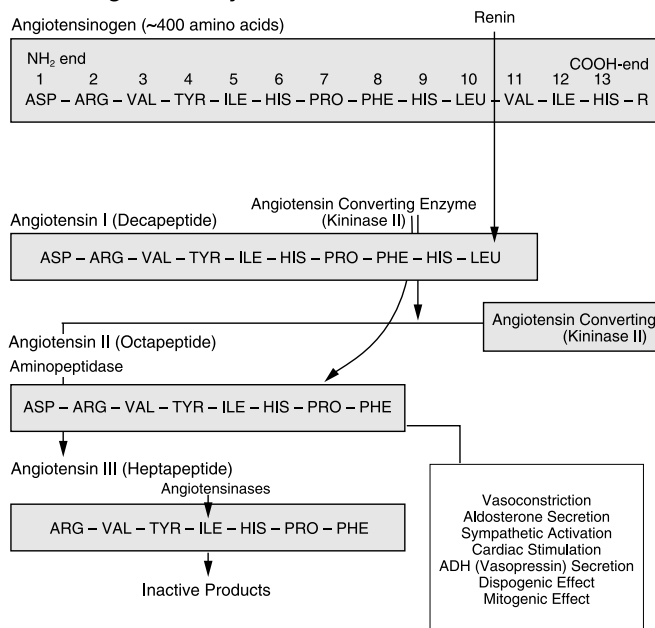 Angiotensinogen (~400 amino acids)
Renin
NH2 end
COOH-end
1 2 3 4 5 6 7 8 9 10 11 12 13
ASP – ARG – VAL – TYR – ILE – HIS – PRO – PHE – HIS – LEU – VAL – ILE – HIS – R
Angiotensin Converting Enzyme
(Kininase II)
Angiotensin I (Decapeptide)
ASP – ARG – VAL – TYR – ILE – HIS – PRO – PHE – HIS – LEU
Angiotensin Converting
(Kininase II)
Angiotensin II (Octapeptide)
Aminopeptidase
ASP – ARG – VAL – TYR – ILE – HIS – PRO – PHE
Angiotensin III (Heptapeptide)
Angiotensinases
ARG – VAL – TYR – ILE – HIS – PRO – PHE
Inactive Products
Vasoconstriction
Aldosterone Secretion
Sympathetic Activation
Cardiac Stimulation
ADH (Vasopressin) Secretion
Dispogenic Effect
Mitogenic Effect